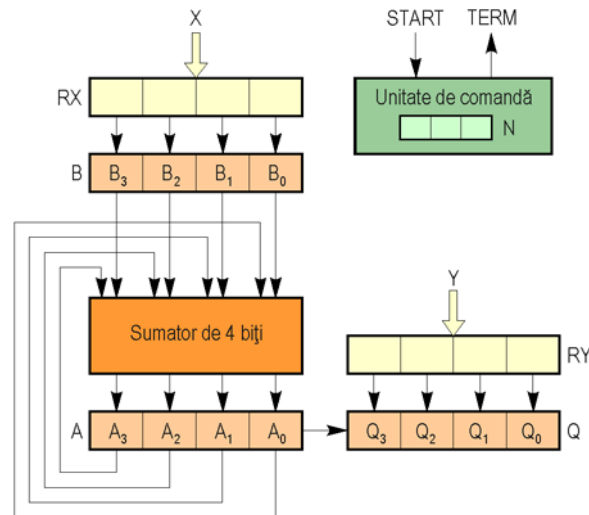 X
START TERM
RX
Unitate de comandă
N
B B₃ B₂ B₁ B₀
Y
Sumator de 4 biţi
RY
A A₃ A₂ A₁ A₀
Q₃ Q₂ Q₁ Q₀ Q